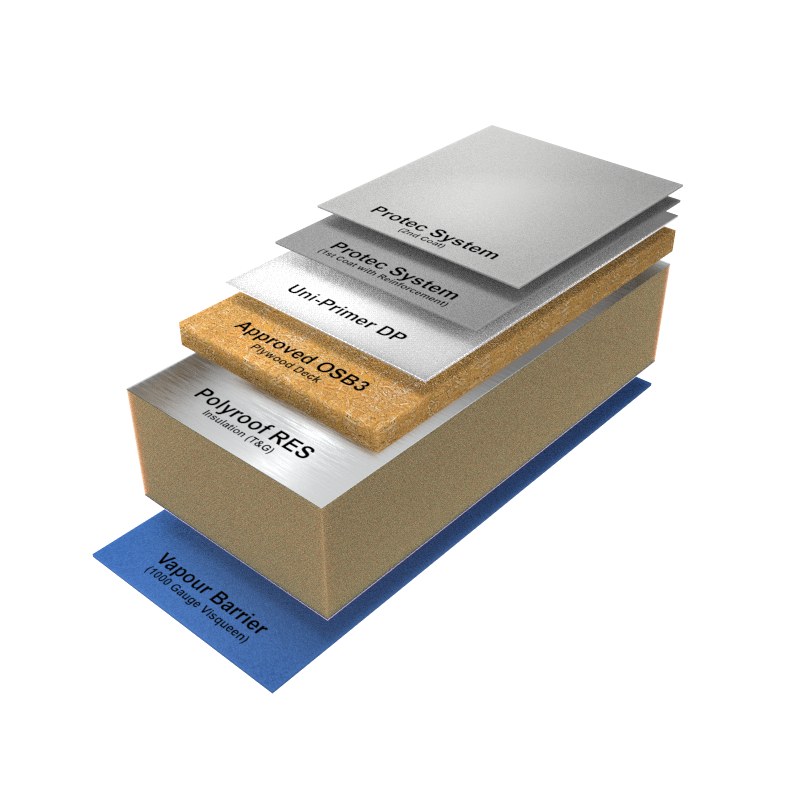 Protec System
(2nd Coat)
Protec System
(1st Coat with Reinforcement)
Uni-Primer DP
Approved OSB3
Plywood Deck
Polyroof RES
Insulation (T&G)
Vapour Barrier
(1000 Gauge Visqueen)